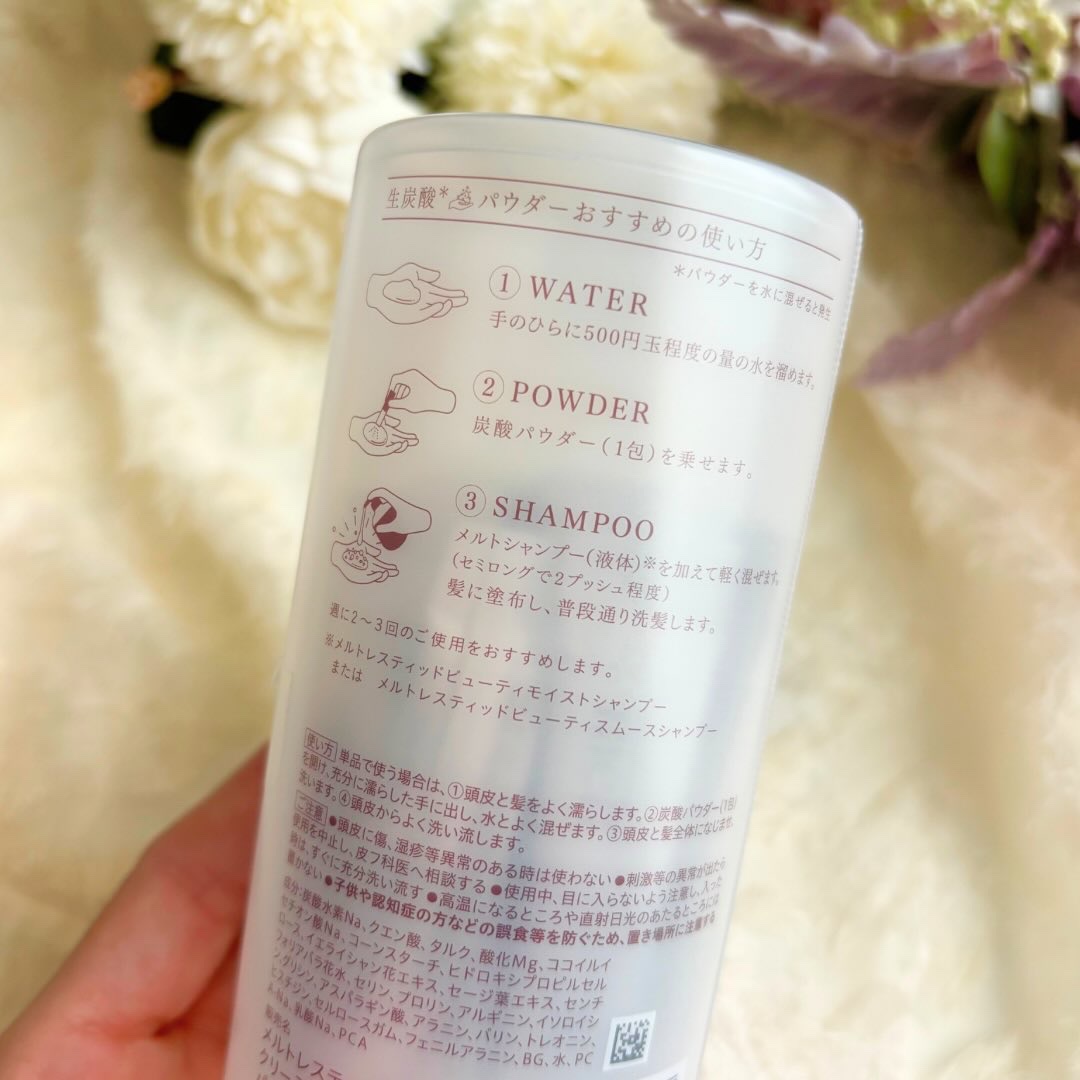 生炭酸* パウダーおすすめの使い方
*パウダーを水に混ぜると発生
① WATER
手のひらに500円玉程度の量の水を溜めます。
② POWDER
炭酸パウダー(1包)を乗せます。
③ SHAMPOO
メルトシャンプー(液体)※を加えて軽く混ぜます。
(セミロングで2プッシュ程度)
髪に塗布し、普段通り洗髪します。
週に2〜3回のご使用をおすすめします。
※メルトレスティッドビューティモイストシャンプー
または メルトレスティッドビューティスムースシャンプー
使い方 単品で使う場合は、①頭皮と髪をよく濡らします。②炭酸パウダー(1包)
を開け、充分に濡らした手に出し、水とよく混ぜます。③頭皮と髪全体になじませ、
洗います。④頭皮からよく洗い流します。
ご注意 ●頭皮に傷、湿疹等異常のある時は使わない ●刺激等の異常が出たら
使用を中止し、皮フ科医へ相談する ●使用中、目に入らないよう注意し、入った
時は、すぐに充分洗い流す ●高温になるところや直射日光のあたるところには
置かない ●子供や認知症の方などの誤食等を防ぐため、置き場所に注意する
成分:炭酸水素Na、クエン酸、タルク、酸化Mg、ココイルイ
セチオン酸Na、コーンスターチ、ヒドロキシプロピルセル
ロース、イエライシャン花エキス、セージ葉エキス、センチ
フォリアバラ花水、セリン、プロリン、アルギニン、イソロイシ
ン、グリシン、アスパラギン酸、アラニン、バリン、トレオニン、
ヒスチジン、セルロースガム、フェニルアラニン、BG、水、PC
A-Na、乳酸Na、PCA
販売名
メルトレスティ
クリー